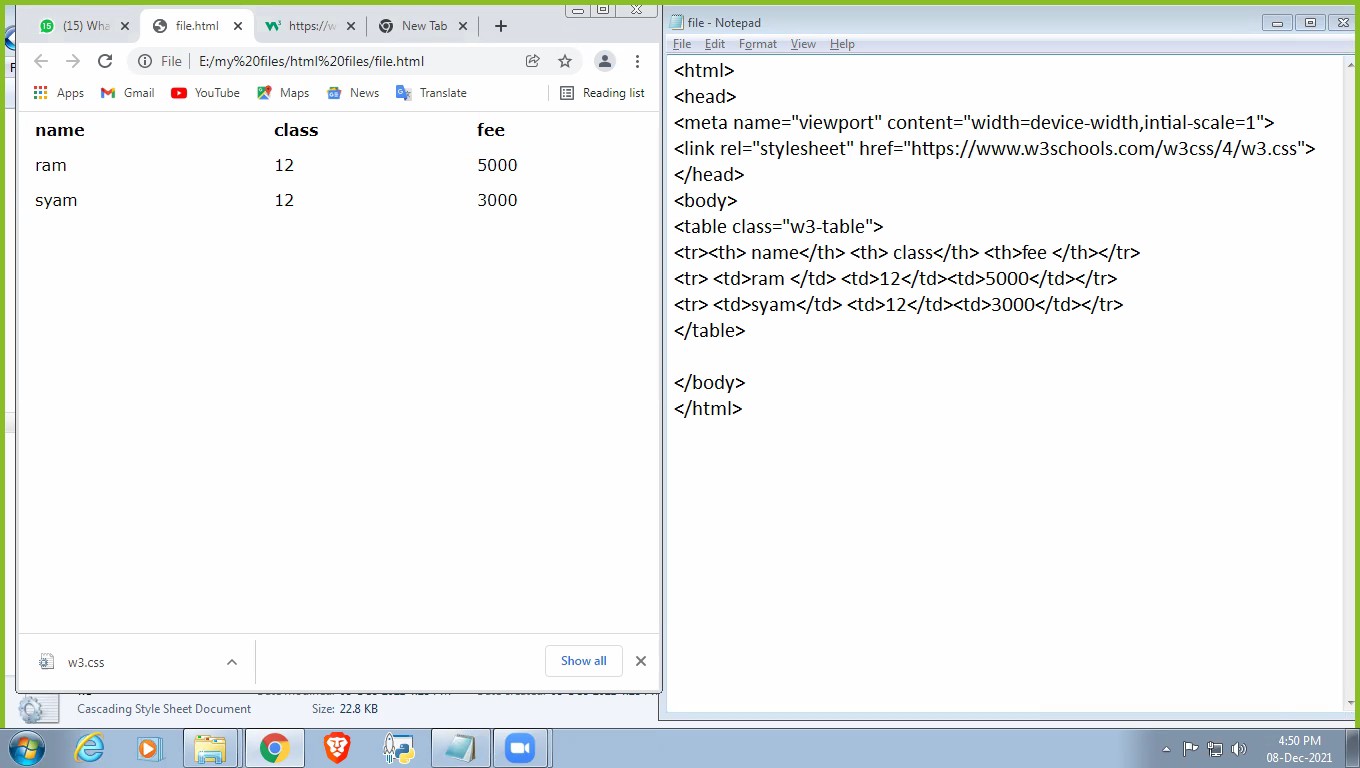 (15) Wha
file.html
https://w
New Tab
File
E:/my%20files/html%20files/file.html
Apps
Gmail
YouTube
Maps
News
Translate
Reading list
name class fee
ram 12 5000
syam 12 3000
w3.css
Show all
Cascading Style Sheet Document
Size: 22.8 KB
file - Notepad
File Edit Format View Help
<html>
<head>
<meta name="viewport" content="width=device-width,intial-scale=1">
<link rel="stylesheet" href="https://www.w3schools.com/w3css/4/w3.css">
</head>
<body>
<table class="w3-table">
<tr><th> name</th> <th> class</th> <th>fee </th></tr>
<tr> <td>ram </td> <td>12</td><td>5000</td></tr>
<tr> <td>syam</td> <td>12</td><td>3000</td></tr>
</table>
</body>
</html>
4:50 PM
08-Dec-2021